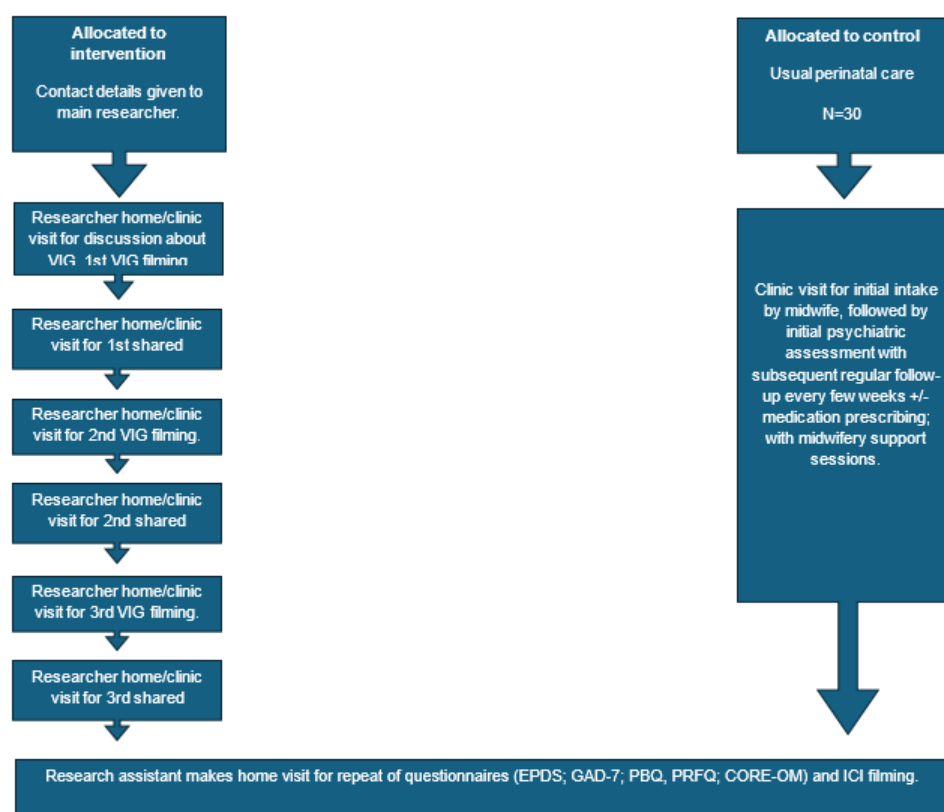 Allocated to
intervention
Contact details given to
main researcher.
Researcher home/clinic
visit for discussion about
VIG. 1st VIG filming
Researcher home/clinic
visit for 1st shared
Researcher home/clinic
visit for 2nd VIG filming.
Researcher home/clinic
visit for 2nd shared
Researcher home/clinic
visit for 3rd VIG filming.
Researcher home/clinic
visit for 3rd shared
Allocated to control
Usual perinatal care
N=30
Clinic visit for initial intake
by midwife, followed by
initial psychiatric
assessment with
subsequent regular follow-
up every few weeks +/-
medication prescribing;
with midwifery support
sessions.
Research assistant makes home visit for repeat of questionnaires (EPDS; GAD-7; PBQ, PRFQ; CORE-OM) and ICI filming.